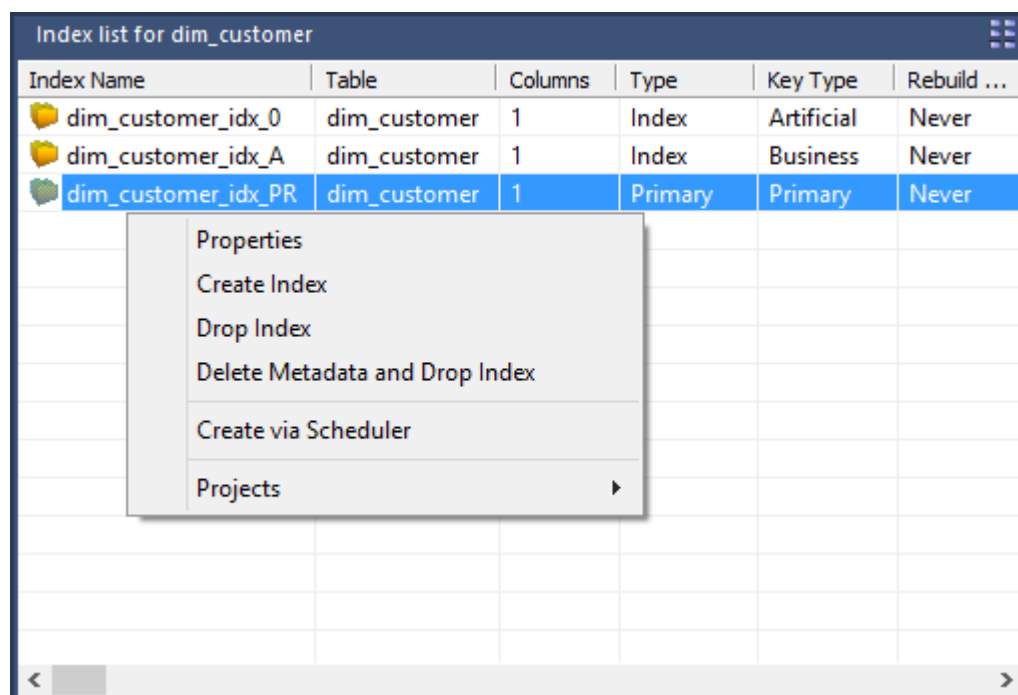 Index list for dim_customer
Index Name Table Columns Type Key Type Rebuild ...
dim_customer_idx_0 dim_customer 1 Index Artificial Never
dim_customer_idx_A dim_customer 1 Index Business Never
dim_customer_idx_PR dim_customer 1 Primary Primary Never
Properties
Create Index
Drop Index
Delete Metadata and Drop Index
Create via Scheduler
Projects